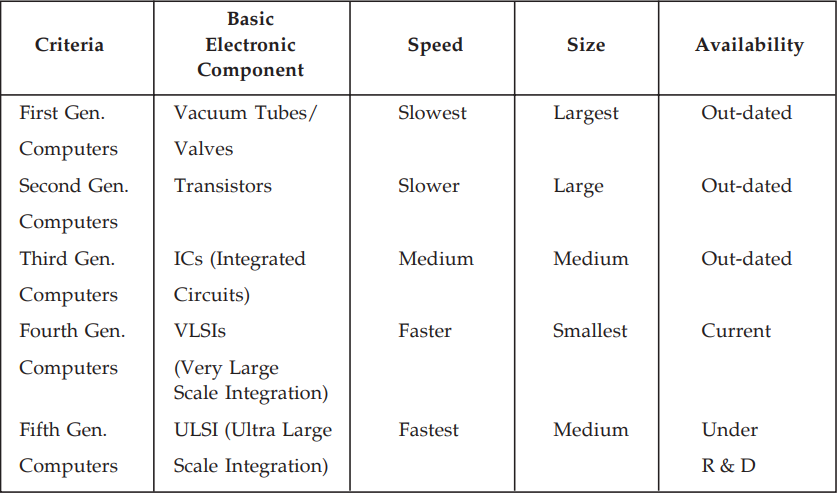 Criteria Basic Electronic Component Speed Size Availability
First Gen. Vacuum Tubes/ Slowest Largest Out-dated
Computers Valves
Second Gen. Transistors Slower Large Out-dated
Computers
Third Gen. ICs (Integrated Medium Medium Out-dated
Computers Circuits)
Fourth Gen. VLSIs Faster Smallest Current
Computers (Very Large
Scale Integration)
Fifth Gen. ULSI (Ultra Large Fastest Medium Under
Computers Scale Integration) R & D